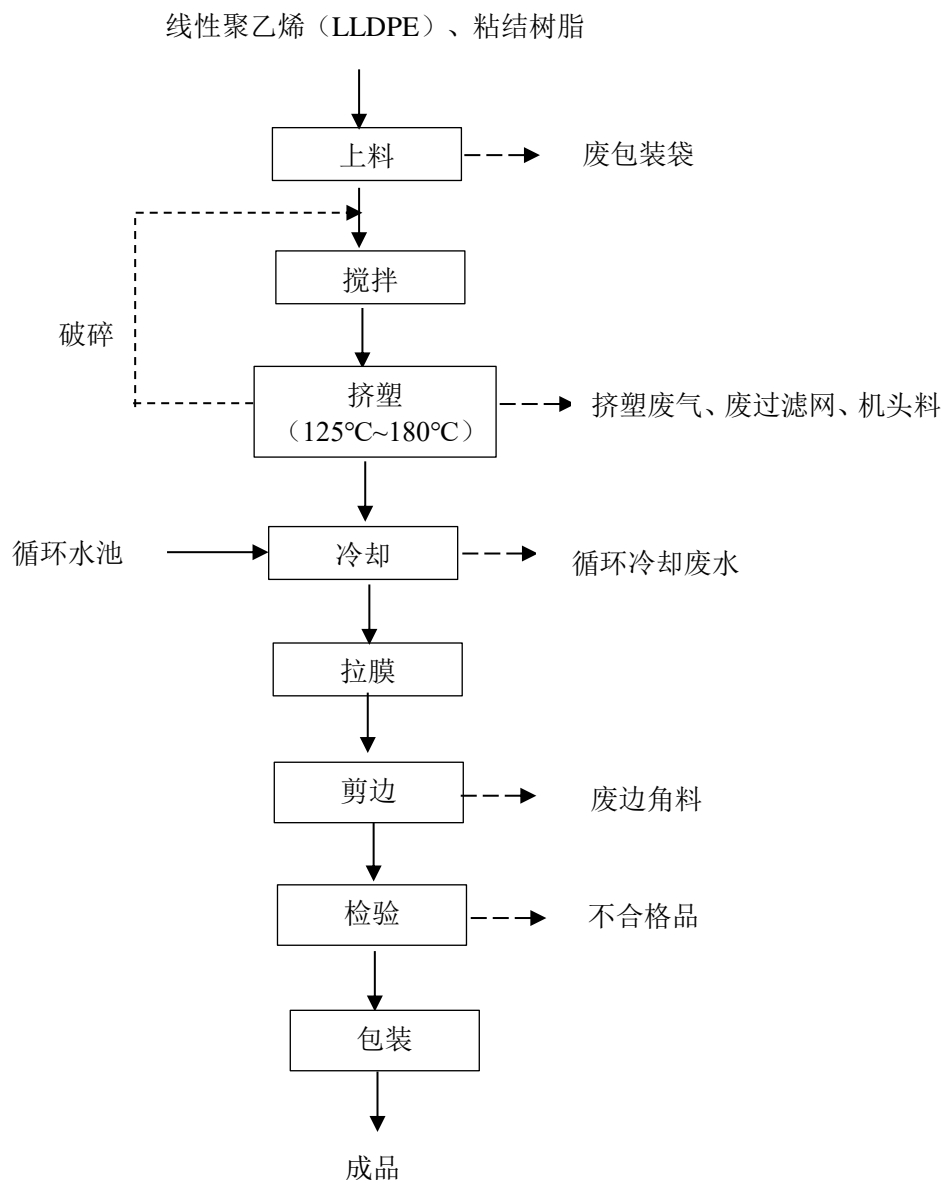 线性聚乙烯（LLDPE）、粘结树脂
上料
废包装袋
搅拌
破碎
挤塑
（125℃~180℃）
挤塑废气、废过滤网、机头料
循环水池
冷却
循环冷却废水
拉膜
剪边
废边角料
检验
不合格品
包装
成品